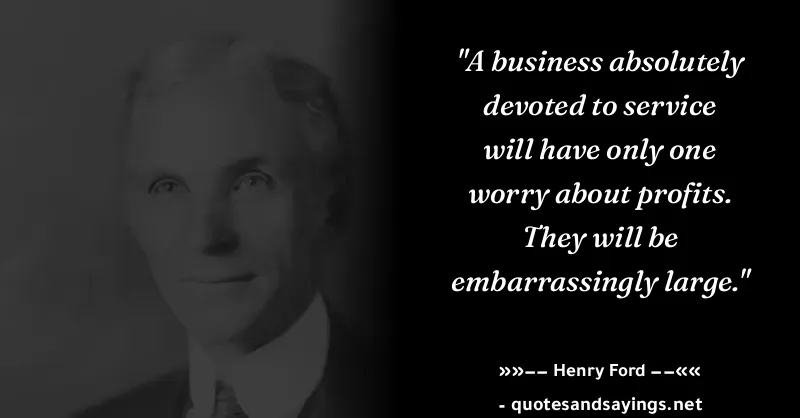 "A business absolutely
devoted to service
will have only one
worry about profits.
They will be
embarrassingly large."
»»–– Henry Ford ––««
- quotesandsayings.net